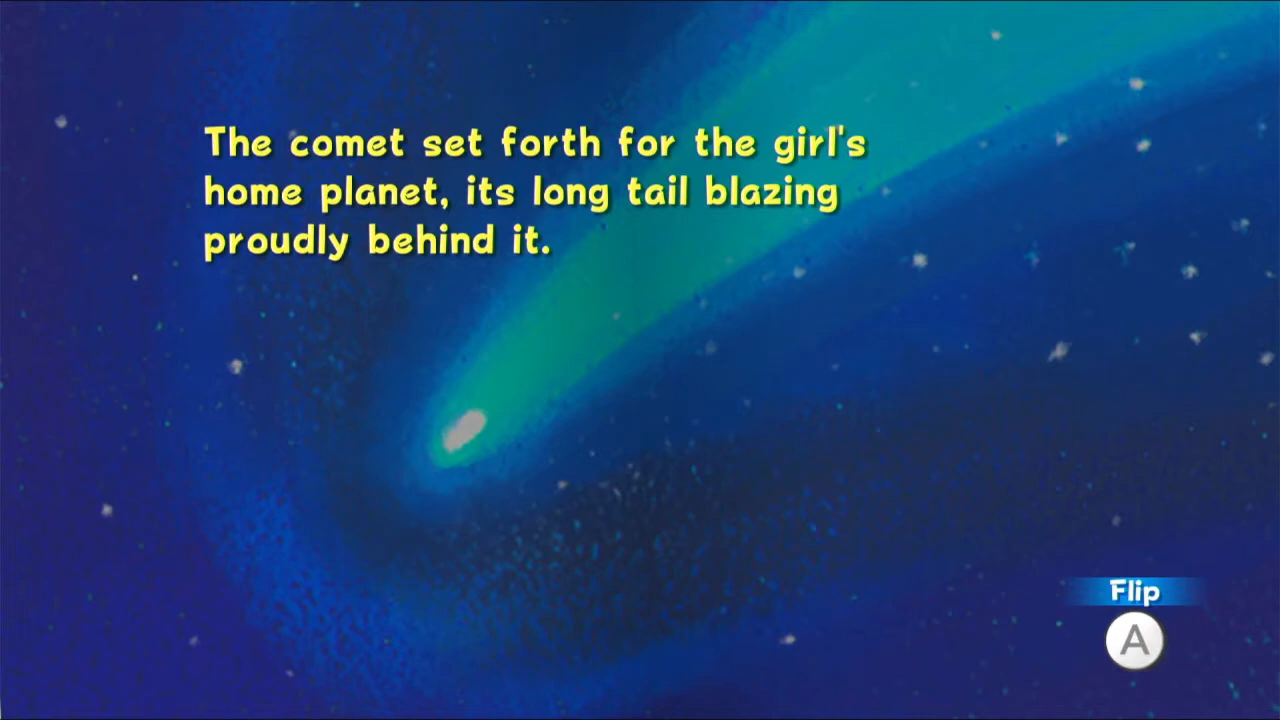 The comet set forth for the girl's
home planet, its long tail blazing
proudly behind it.
Flip
A